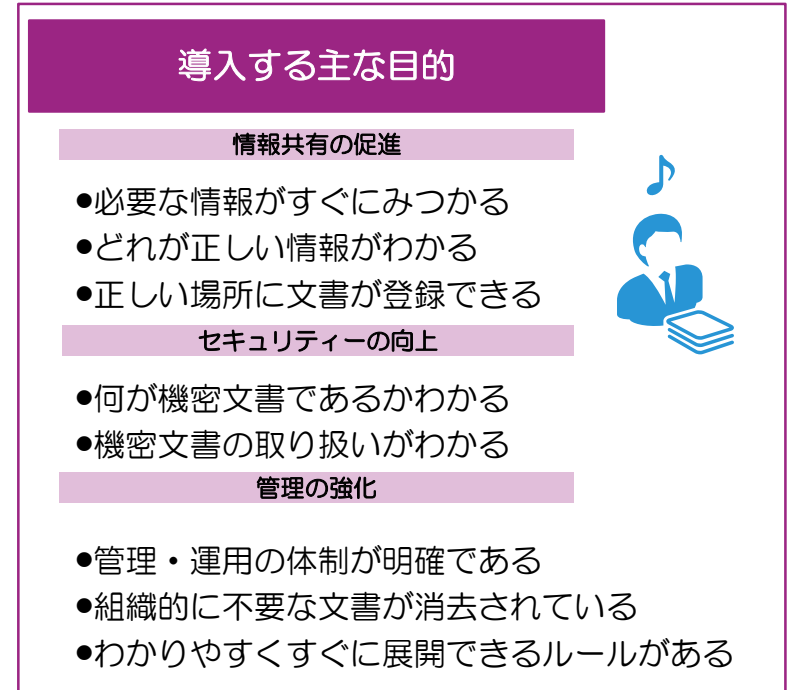 導入する主な目的
情報共有の促進
●必要な情報がすぐにみつかる
●どれが正しい情報がわかる
●正しい場所に文書が登録できる
セキュリティーの向上
●何が機密文書であるかわかる
●機密文書の取り扱いがわかる
管理の強化
●管理・運用の体制が明確である
●組織的に不要な文書が消去されている
●わかりやすくすぐに展開できるルールがある